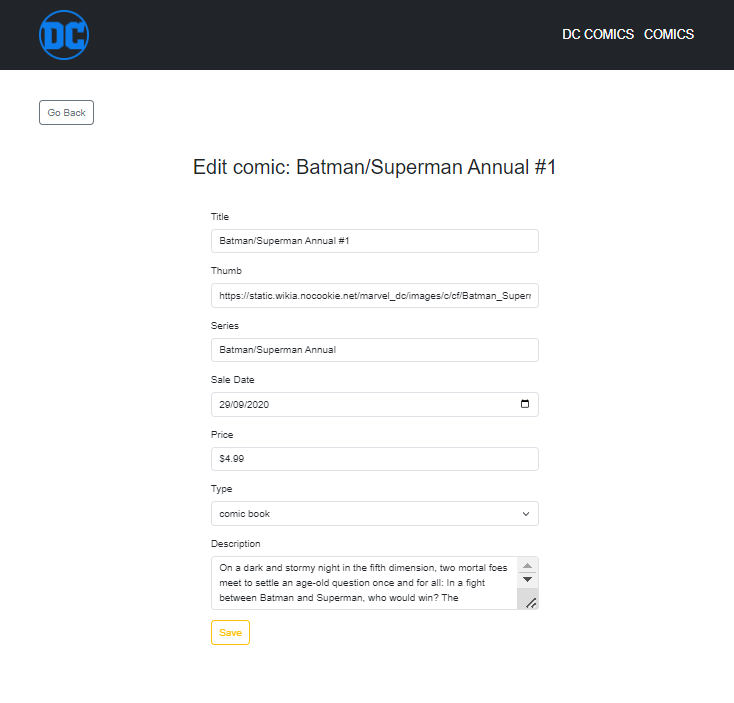 DC
DC COMICS COMICS
Go Back
Edit comic: Batman/Superman Annual #1
Title
Batman/Superman Annual #1
Thumb
https://static.wikia.nocookie.net/marvel_dc/images/c/cf/Batman_Superm
Series
Batman/Superman Annual
Sale Date
29/09/2020
Price
$4.99
Type
comic book
Description
On a dark and stormy night in the fifth dimension, two mortal foes
meet to settle an age-old question once and for all: In a fight
between Batman and Superman, who would win? The
Save